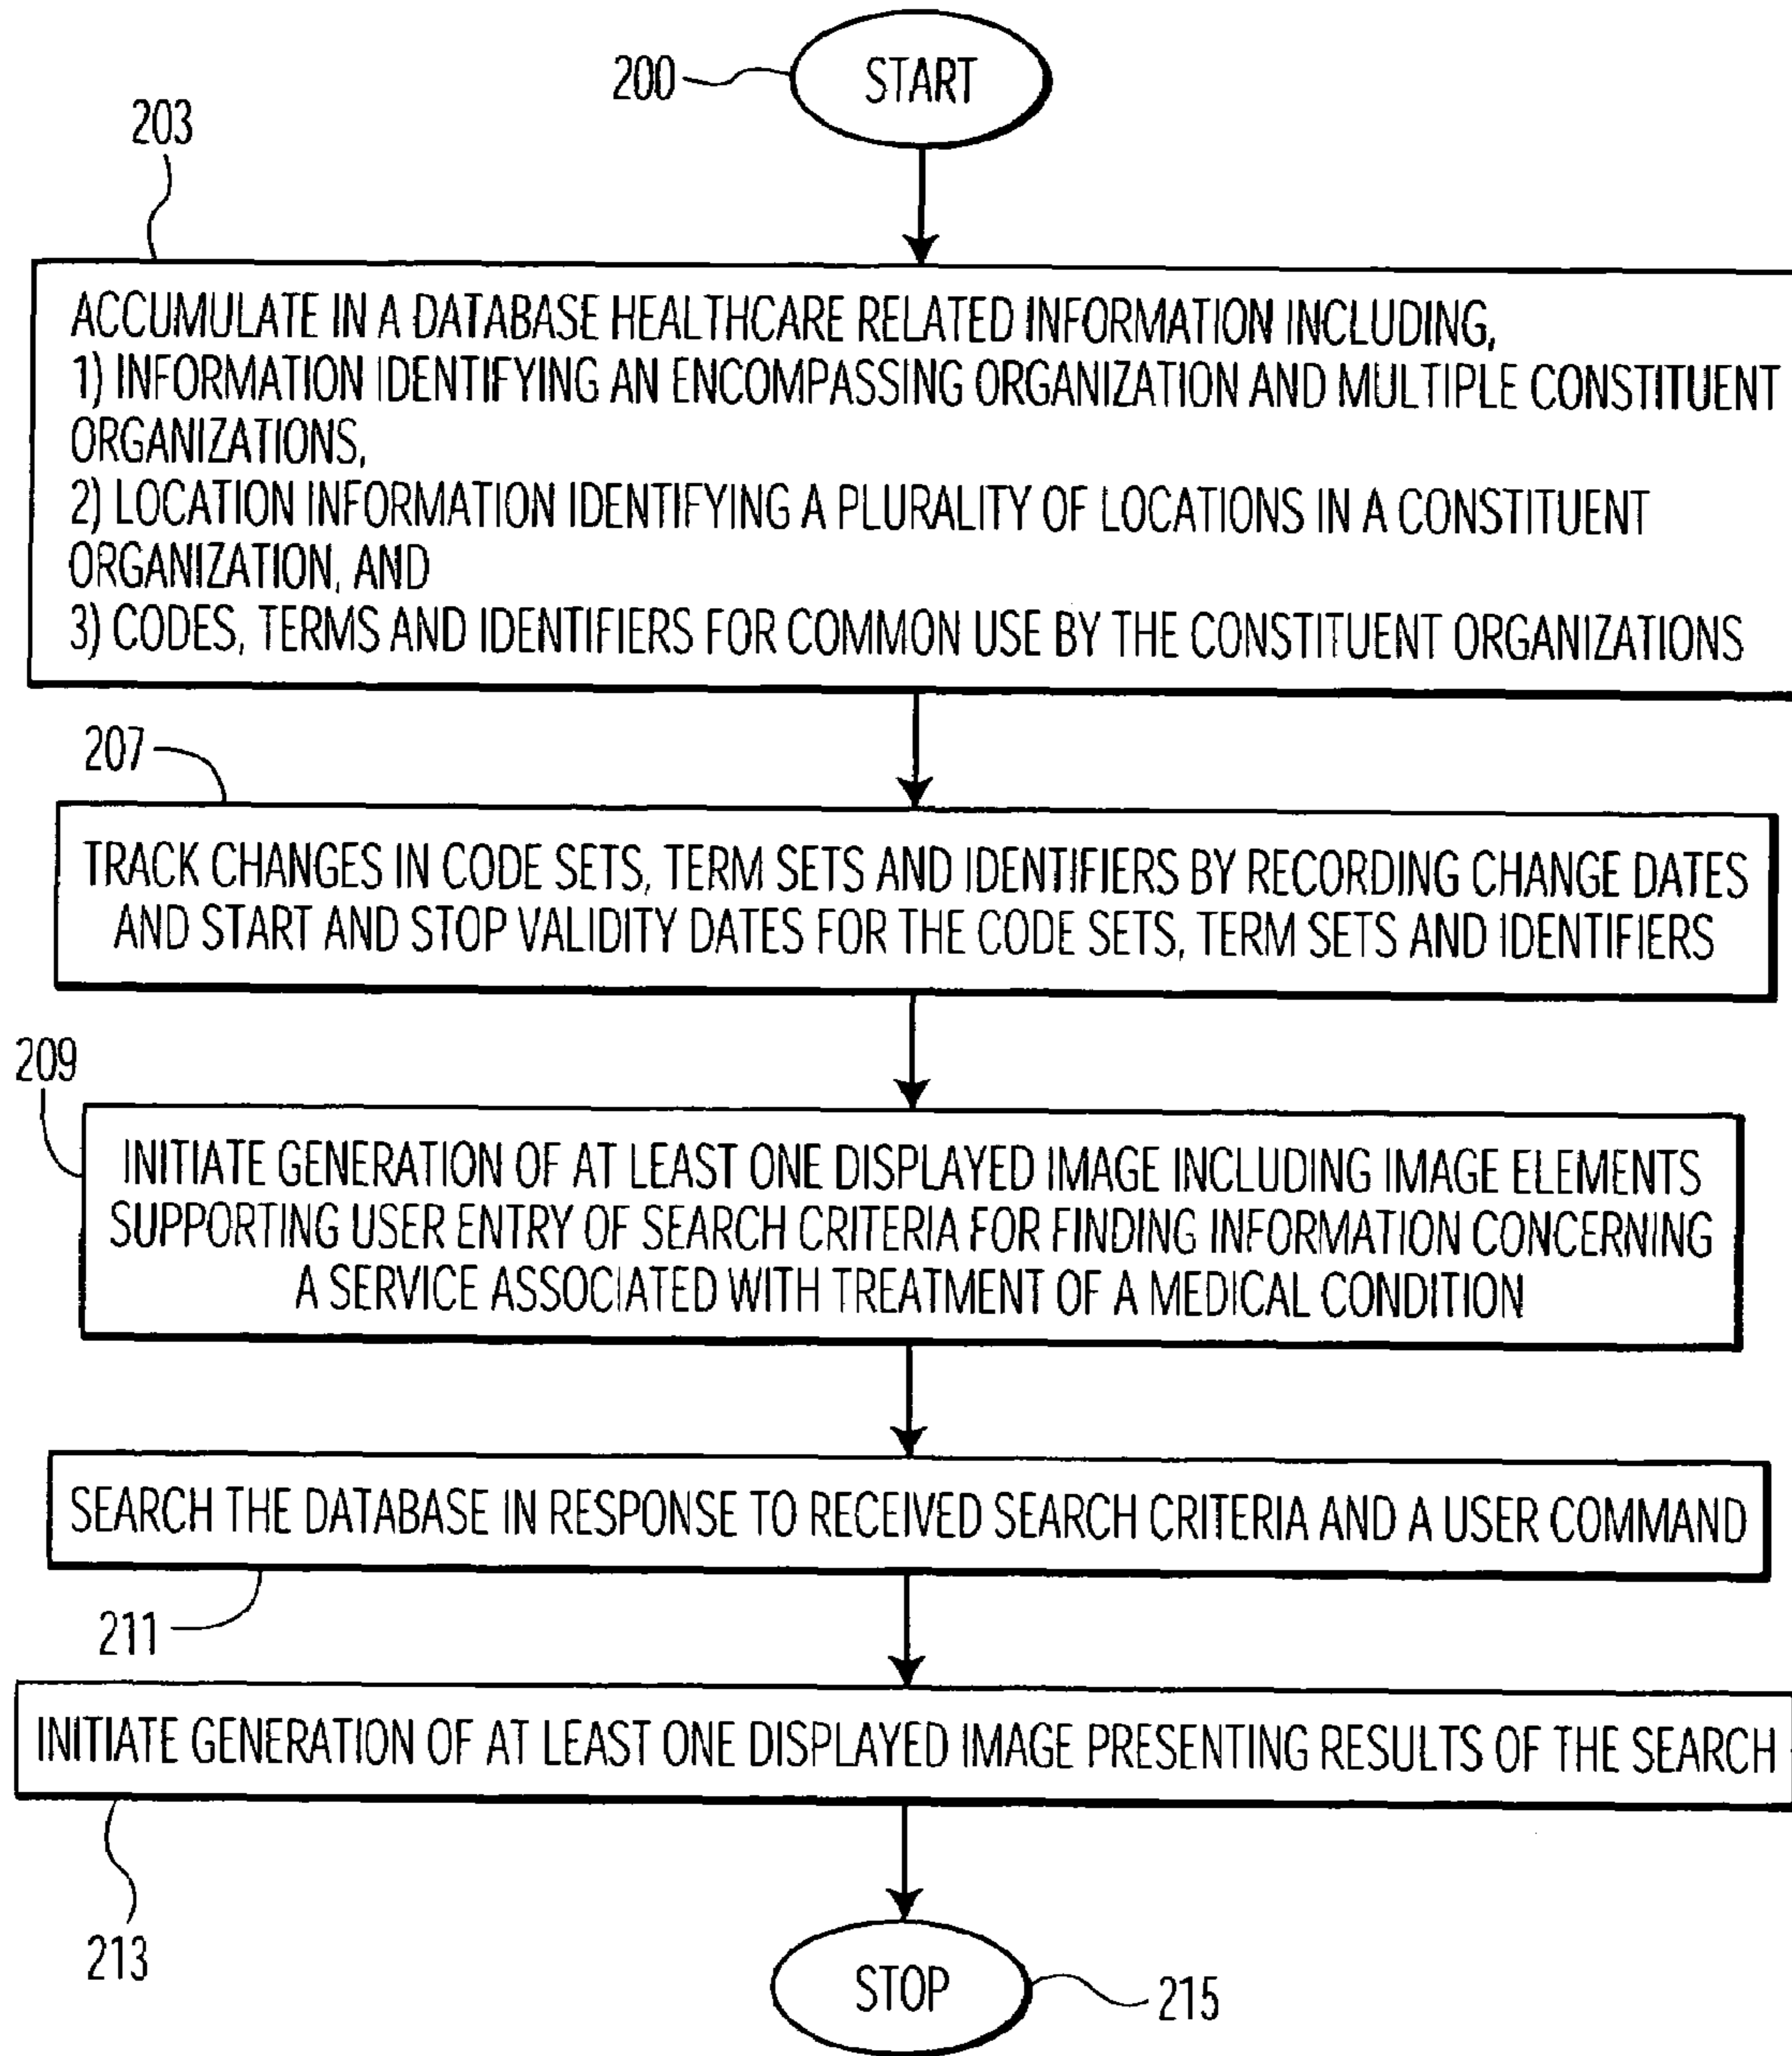 200
START
203
ACCUMULATE IN A DATABASE HEALTHCARE RELATED INFORMATION INCLUDING,
1) INFORMATION IDENTIFYING AN ENCOMPASSING ORGANIZATION AND MULTIPLE CONSTITUENT
ORGANIZATIONS,
2) LOCATION INFORMATION IDENTIFYING A PLURALITY OF LOCATIONS IN A CONSTITUENT
ORGANIZATION, AND
3) CODES, TERMS AND IDENTIFIERS FOR COMMON USE BY THE CONSTITUENT ORGANIZATIONS
207
TRACK CHANGES IN CODE SETS, TERM SETS AND IDENTIFIERS BY RECORDING CHANGE DATES
AND START AND STOP VALIDITY DATES FOR THE CODE SETS, TERM SETS AND IDENTIFIERS
209
INITIATE GENERATION OF AT LEAST ONE DISPLAYED IMAGE INCLUDING IMAGE ELEMENTS
SUPPORTING USER ENTRY OF SEARCH CRITERIA FOR FINDING INFORMATION CONCERNING
A SERVICE ASSOCIATED WITH TREATMENT OF A MEDICAL CONDITION
SEARCH THE DATABASE IN RESPONSE TO RECEIVED SEARCH CRITERIA AND A USER COMMAND
211
INITIATE GENERATION OF AT LEAST ONE DISPLAYED IMAGE PRESENTING RESULTS OF THE SEARCH
213
STOP
215